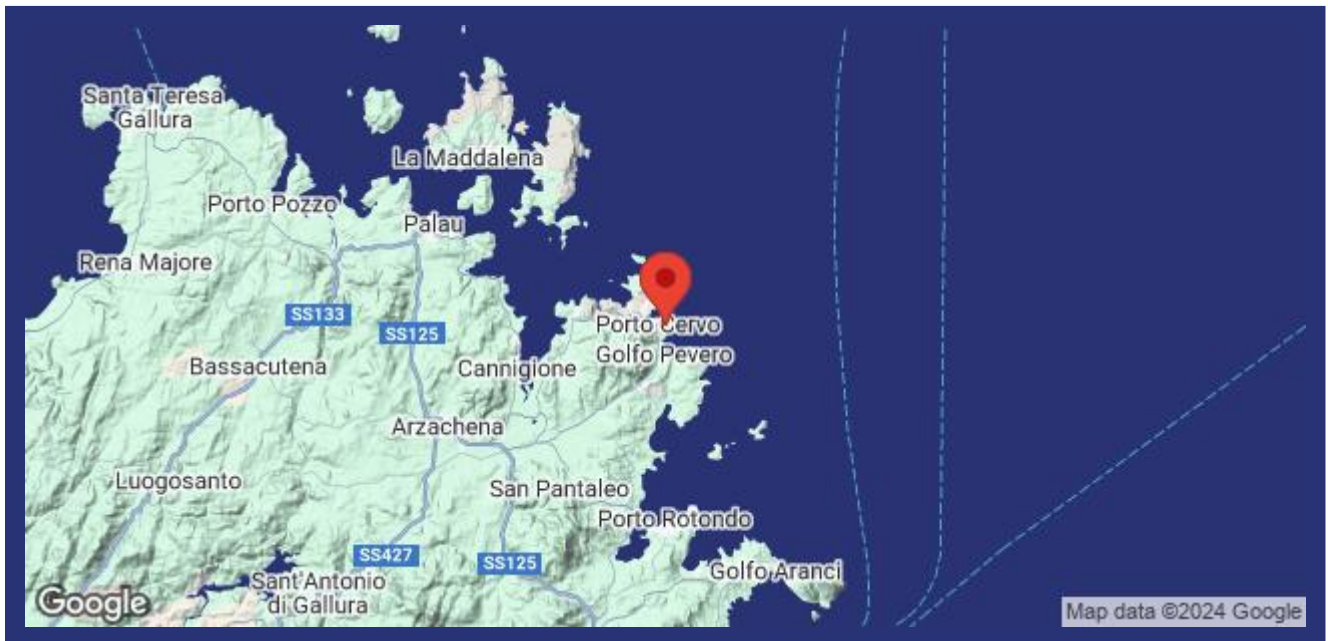 Santa Teresa
Gallura
La Maddalena
Porto Pozzo
Palau
Rena Majore
SS133
Porto Cervo
SS125
Golfo Pevero
Bassacutena
Cannigione
Arzachena
Luogosanto
San Pantaleo
Porto Rotondo
SS427
SS125
Golfo Aranci
Sant'Antonio
di Gallura
Google
Map data ©2024 Google